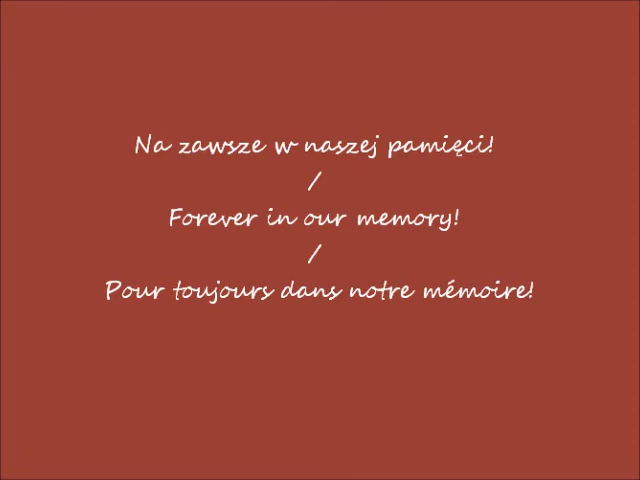 Na zawsze w naszej pamięci!
/
Forever in our memory!
/
Pour toujours dans notre mémoire!